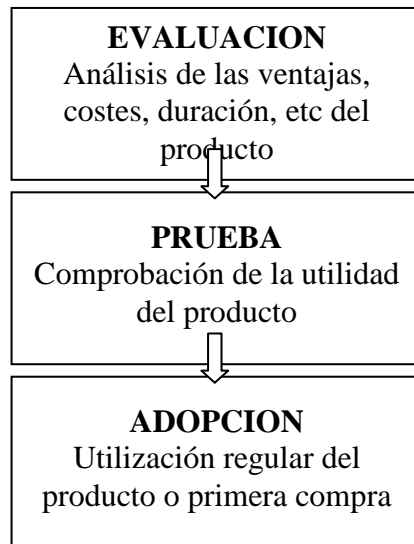 EVALUACION
Análisis de las ventajas,
costes, duración, etc del
producto
PRUEBA
Comprobación de la utilidad
del producto
ADOPCION
Utilización regular del
producto o primera compra